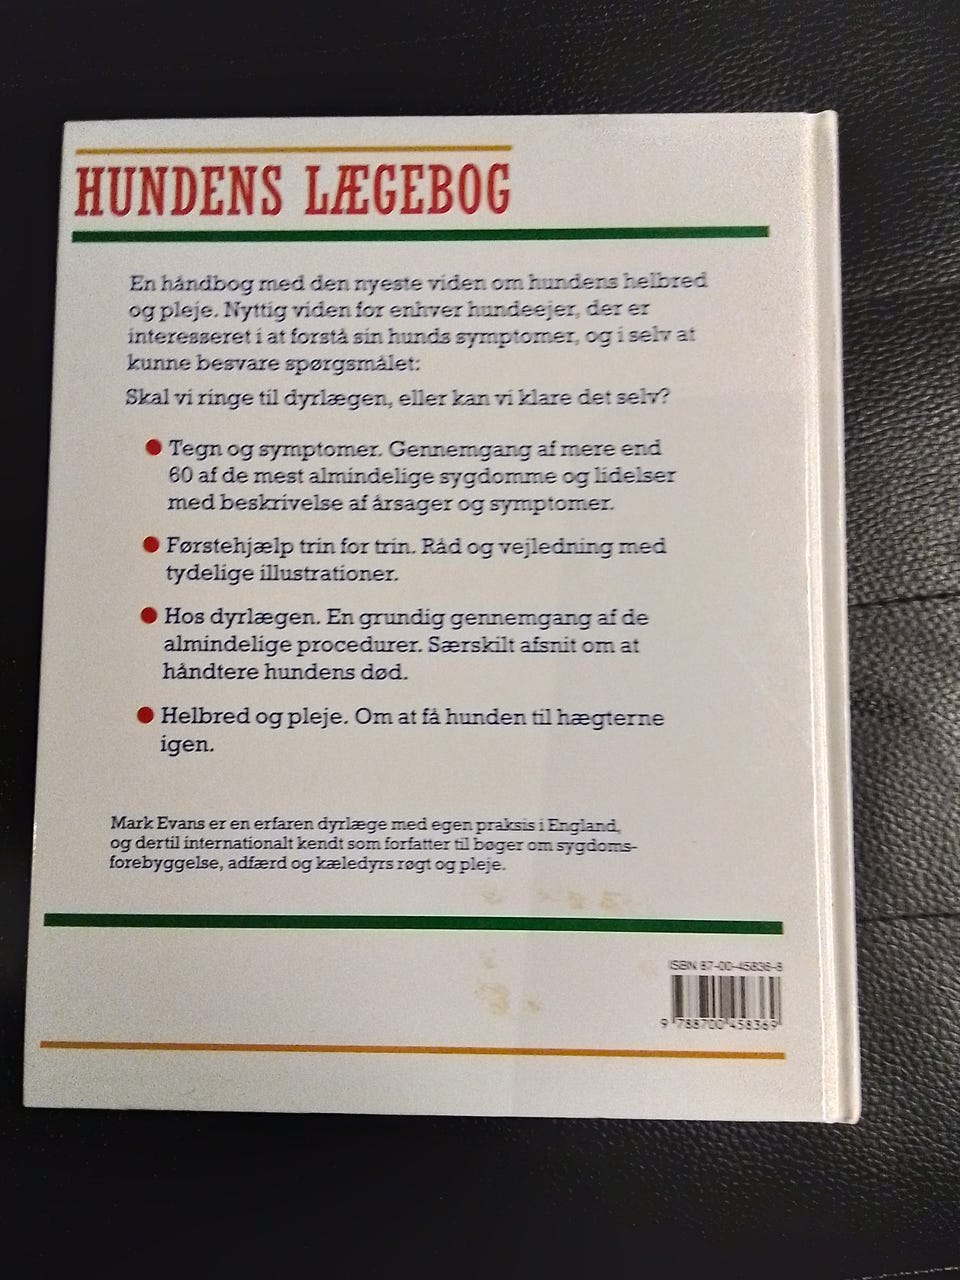 HUNDENS LÆGEBOG
En håndbog med den nyeste viden om hundens helbred
og pleje. Nyttig viden for enhver hundeejer, der er
interesseret i at forstå sin hunds symptomer, og i selv at
kunne besvare spørgsmålet:
Skal vi ringe til dyrlægen, eller kan vi klare det selv?
Tegn og symptomer. Gennemgang af mere end
60 af de mest almindelige sygdomme og lidelser
med beskrivelse af årsager og symptomer.
Førstehjælp trin for trin. Råd og vejledning med
tydelige illustrationer.
Hos dyrlægen. En grundig gennemgang af de
almindelige procedurer. Særskilt afsnit om at
håndtere hundens død.
Helbred og pleje. Om at få hunden til hægterne
igen.
Mark Evans er en erfaren dyrlæge med egen praksis i England,
og dertil internationalt kendt som forfatter til bøger om sygdoms-
forebyggelse, adfærd og kæledyrs røgt og pleje.
ISBN 87-00-45836-8
9 788700 458369